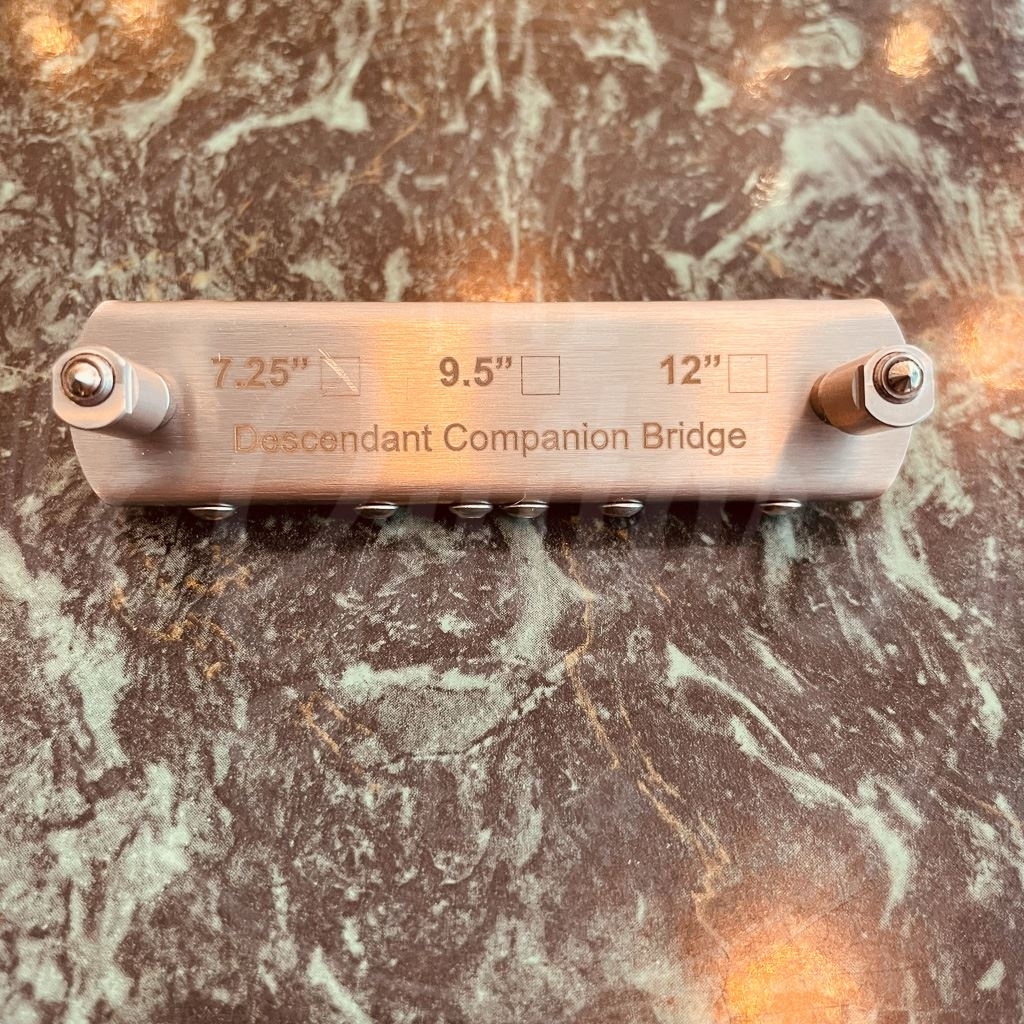 7.25” 9.5” 12”
Descendant Companion Bridge